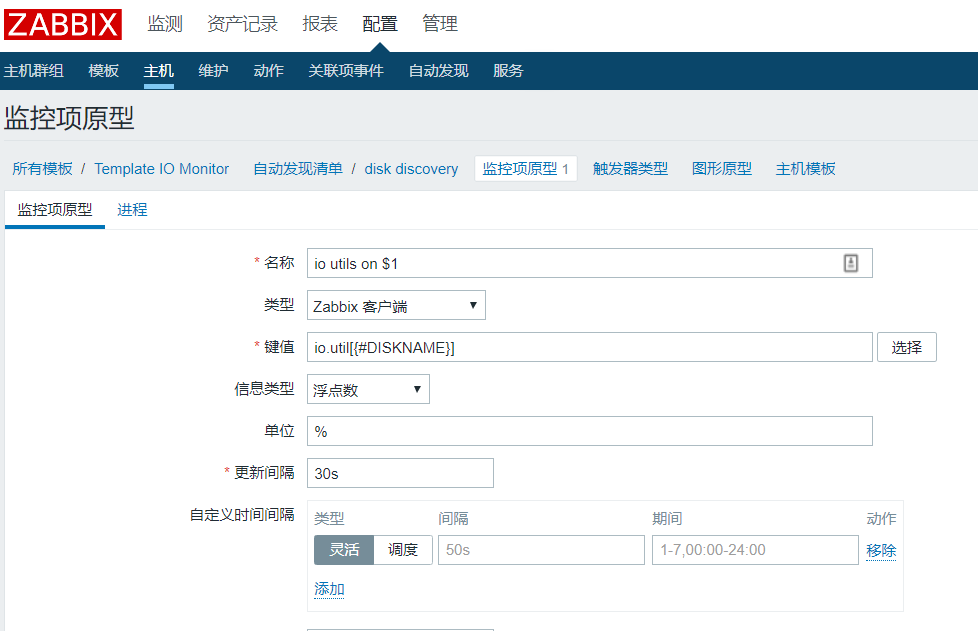 ZABBIX 监测 资产记录 报表 配置 管理
主机群组 模板 主机 维护 动作 关联项事件 自动发现 服务
监控项原型
所有模板 / Template IO Monitor 自动发现清单 / disk discovery 监控项原型 1 触发器类型 图形原型 主机模板
监控项原型 进程
* 名称 io utils on $1
类型 Zabbix 客户端
* 键值 io.util[{#DISKNAME}] 选择
信息类型 浮点数
单位 %
* 更新间隔 30s
自定义时间间隔 类型 间隔 期间 动作
灵活 调度 50s 1-7,00:00-24:00 移除
添加